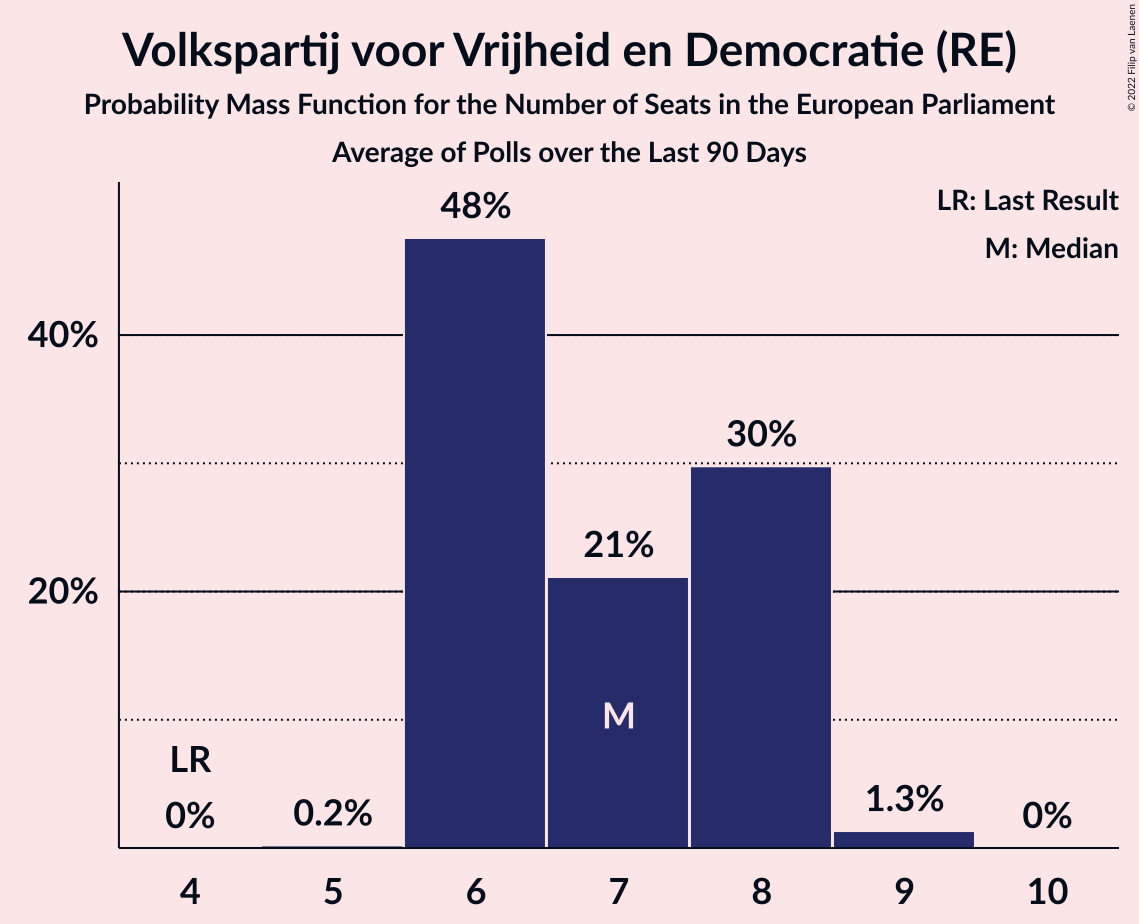 Volkspartij voor Vrijheid en Democratie (RE)
Probability Mass Function for the Number of Seats in the European Parliament
Average of Polls over the Last 90 Days
© 2022 Filip van Laenen
LR: Last Result
M: Median
48%
40%
30%
21%
20%
M
LR
0%
0.2%
1.3%
0%
4 5 6 7 8 9 10